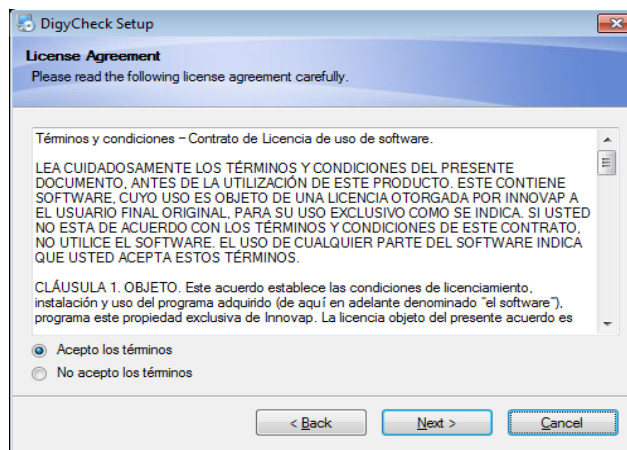 DigyCheck Setup
License Agreement
Please read the following license agreement carefully.
Términos y condiciones – Contrato de Licencia de uso de software.
LEA CUIDADOSAMENTE LOS TÉRMINOS Y CONDICIONES DEL PRESENTE
DOCUMENTO, ANTES DE LA UTILIZACIÓN DE ESTE PRODUCTO. ESTE CONTIENE
SOFTWARE, CUYO USO ES OBJETO DE UNA LICENCIA OTORGADA POR INNOVAP A
EL USUARIO FINAL ORIGINAL, PARA SU USO EXCLUSIVO COMO SE INDICA. SI USTED
NO ESTA DE ACUERDO CON LOS TÉRMINOS Y CONDICIONES DE ESTE CONTRATO,
NO UTILICE EL SOFTWARE. EL USO DE CUALQUIER PARTE DEL SOFTWARE INDICA
QUE USTED ACEPTA ESTOS TÉRMINOS.
CLÁUSULA 1. OBJETO. Este acuerdo establece las condiciones de licenciamiento,
instalación y uso del programa adquirido (de aquí en adelante denominado "el software"),
programa este propiedad exclusiva de Innovap. La licencia objeto del presente acuerdo es
Acepto los términos
No acepto los términos
< Back Next > Cancel